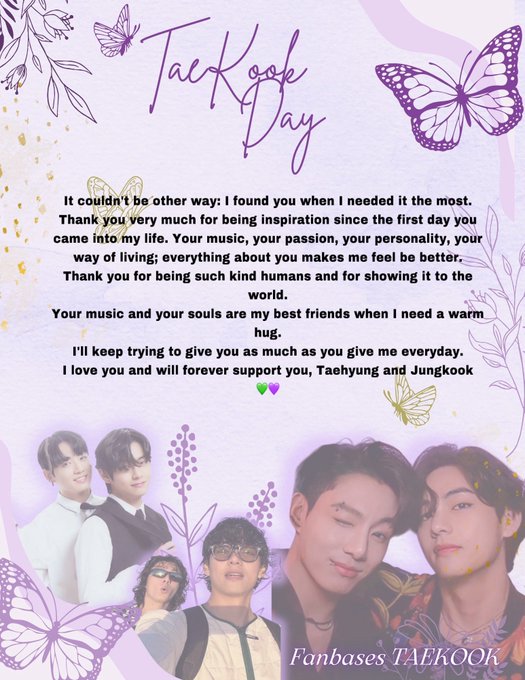 TaeKook
Day
It couldn't be other way: I found you when I needed it the most.
Thank you very much for being inspiration since the first day you
came into my life. Your music, your passion, your personality, your
way of living; everything about you makes me feel be better.
Thank you for being such kind humans and for showing it to the
world.
Your music and your souls are my best friends when I need a warm
hug.
I'll keep trying to give you as much as you give me everyday.
I love you and will forever support you, Taehyung and Jungkook
💚💜
Fanbases TAEKOOK